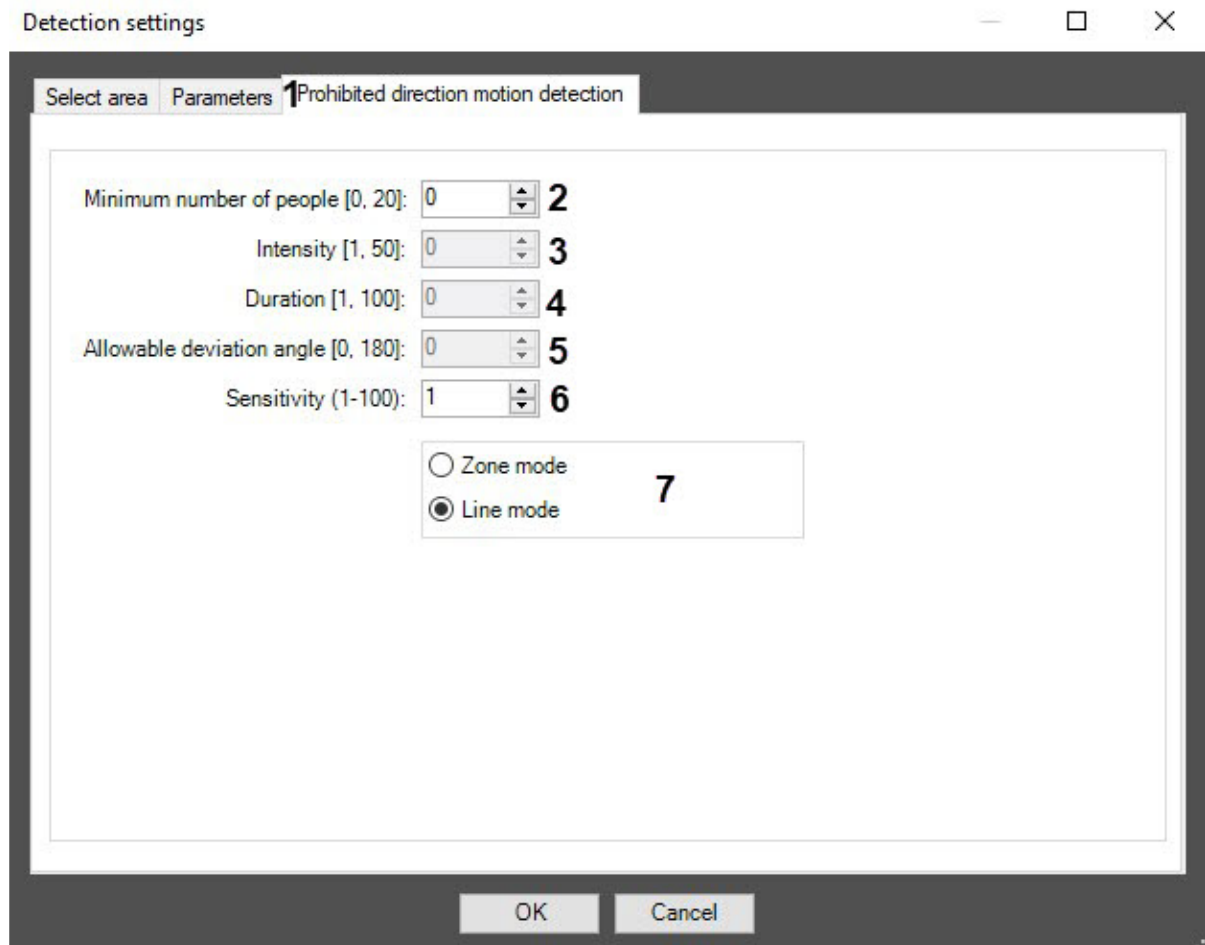 Detection settings
Select area Parameters 1 Prohibited direction motion detection
Minimum number of people [0, 20]: 0 2
Intensity [1, 50]: 0 3
Duration [1, 100]: 0 4
Allowable deviation angle [0, 180]: 0 5
Sensitivity (1-100): 1 6
Zone mode
7
Line mode
OK Cancel